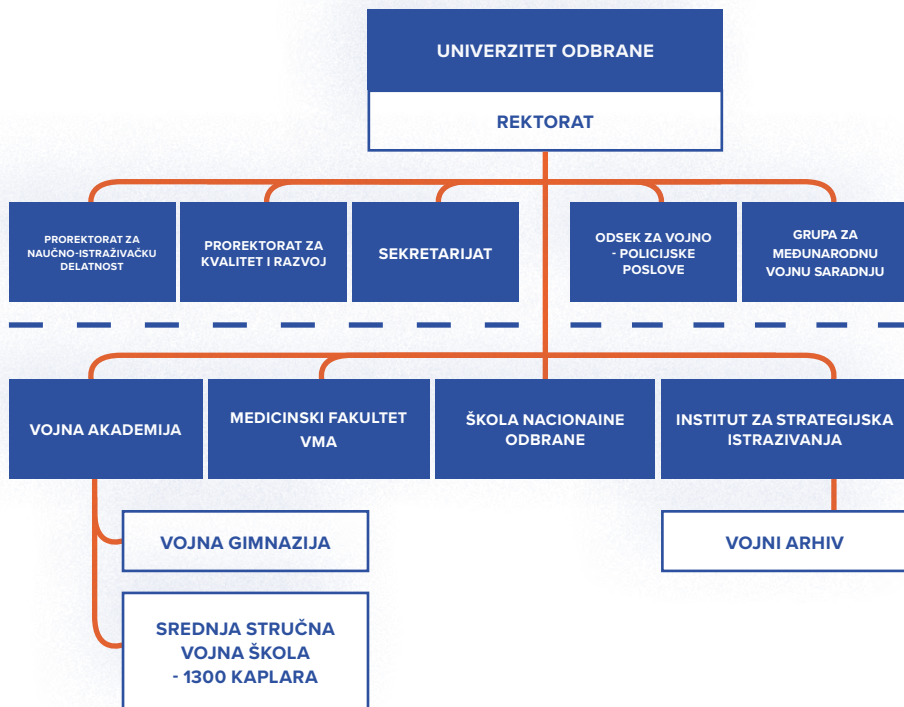 UNIVERZITET ODBRANE
REKTORAT
PROREKTORAT ZA
NAUČNO-ISTRAŽIVAČKU
DELATNOST
PROREKTORAT ZA
KVALITET I RAZVOJ
SEKRETARIJAT
ODSEK ZA VOJNO
- POLICIJSKE
POSLOVE
GRUPA ZA
MEĐUNARODNU
VOJNU SARADNJU
VOJNA AKADEMIJA
MEDICINSKI FAKULTET
VMA
ŠKOLA NACIONAINE
ODBRANE
INSTITUT ZA STRATEGIJSKA
ISTRAZIVANJA
VOJNA GIMNAZIJA
VOJNI ARHIV
SREDNJA STRUČNA
VOJNA ŠKOLA
- 1300 KAPLARA